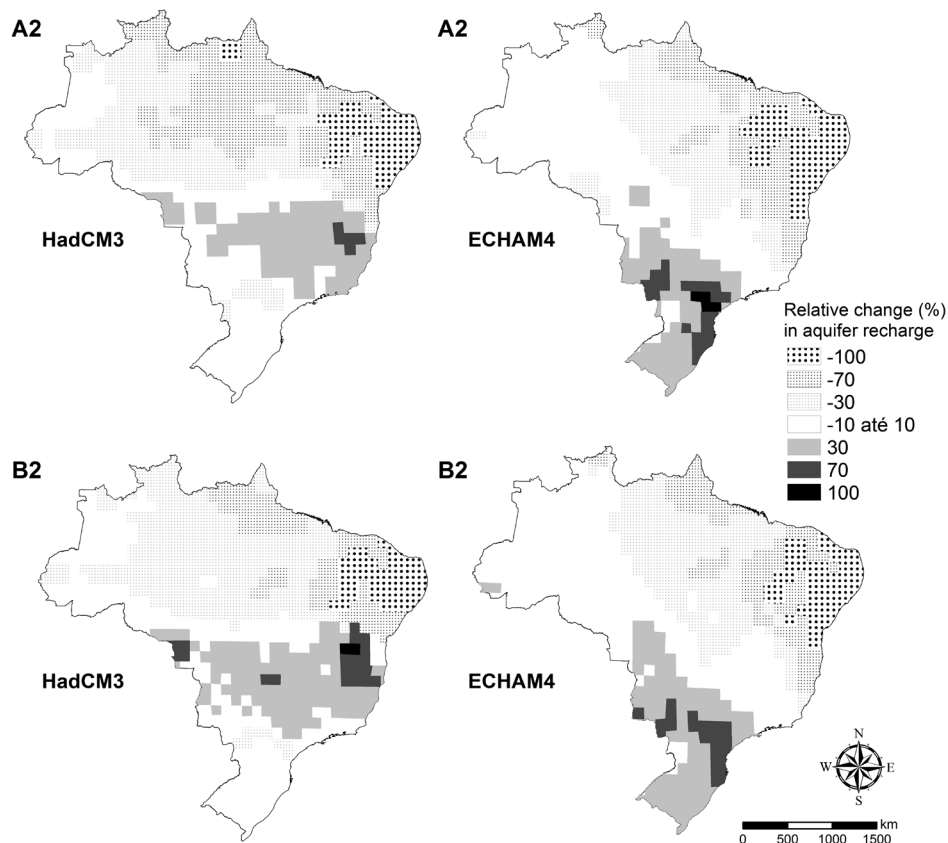 A2
HadCM3
A2
ECHAM4
Relative change (%)
in aquifer recharge
-100
-70
-30
-10 até 10
30
70
100
B2
HadCM3
B2
ECHAM4
N
W E
S
km
0 500 1000 1500